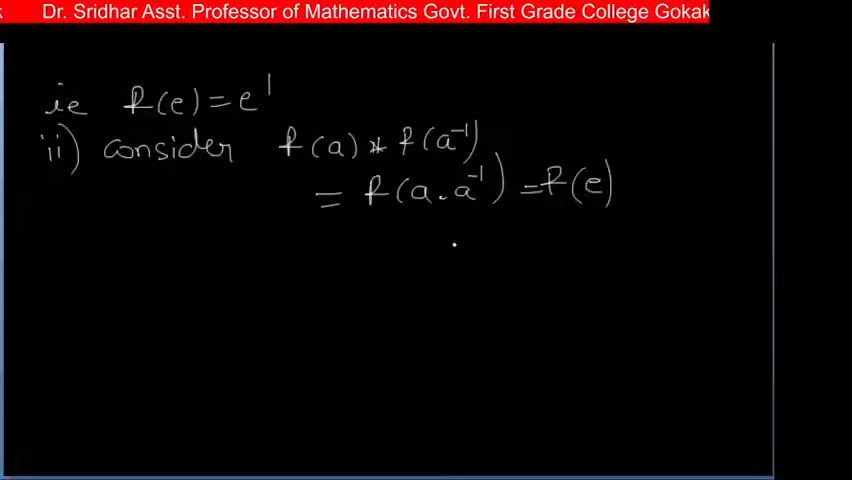 Dr. Sridhar Asst. Professor of Mathematics Govt. First Grade College Gokak
ie f(e) = e'
ii) consider f(a) * f(a⁻¹)
= f(a . a⁻¹) = f(e)